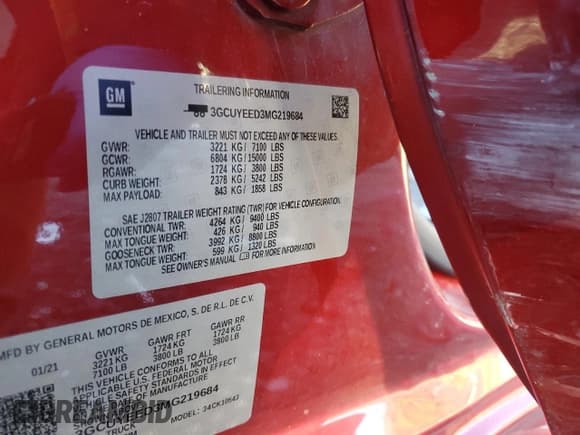 GM
TRAILERING INFORMATION
3GCUYEED3MG219684
VEHICLE AND TRAILER MUST NOT EXCEED ANY OF THESE VALUES.
GVWR: 3221 KG/ 7100 LBS
GCWR: 6804 KG/ 15000 LBS
RGAWR: 1724 KG/ 3800 LBS
CURB WEIGHT: 2378 KG/ 5242 LBS
MAX PAYLOAD: 843 KG/ 1858 LBS
SAE J2807 TRAILER WEIGHT RATING (TWR) FOR VEHICLE CONFIGURATION.
CONVENTIONAL TWR: 4264 KG/ 9400 LBS
MAX TONGUE WEIGHT: 426 KG/ 940 LBS
GOOSENECK TWR: 3992 KG/ 8800 LBS
MAX TONGUE WEIGHT: 599 KG/ 1320 LBS
SEE OWNER'S MANUAL FOR MORE INFORMATION
MFD BY GENERAL MOTORS DE MEXICO, S. DE R.L. DE C.V.
01/21 GVWR GAWR FRT GAWR RR
3221 KG 1724 KG 1724 KG
7100 LB 3800 LB 3800 LB
THIS VEHICLE CONFORMS TO ALL
U.S. FEDERAL MOTOR VEHICLE
SAFETY STANDARDS IN EFFECT
DATE OF MANUFACTURE
3GCUYEED3MG219684
TRUCK 34CK10543